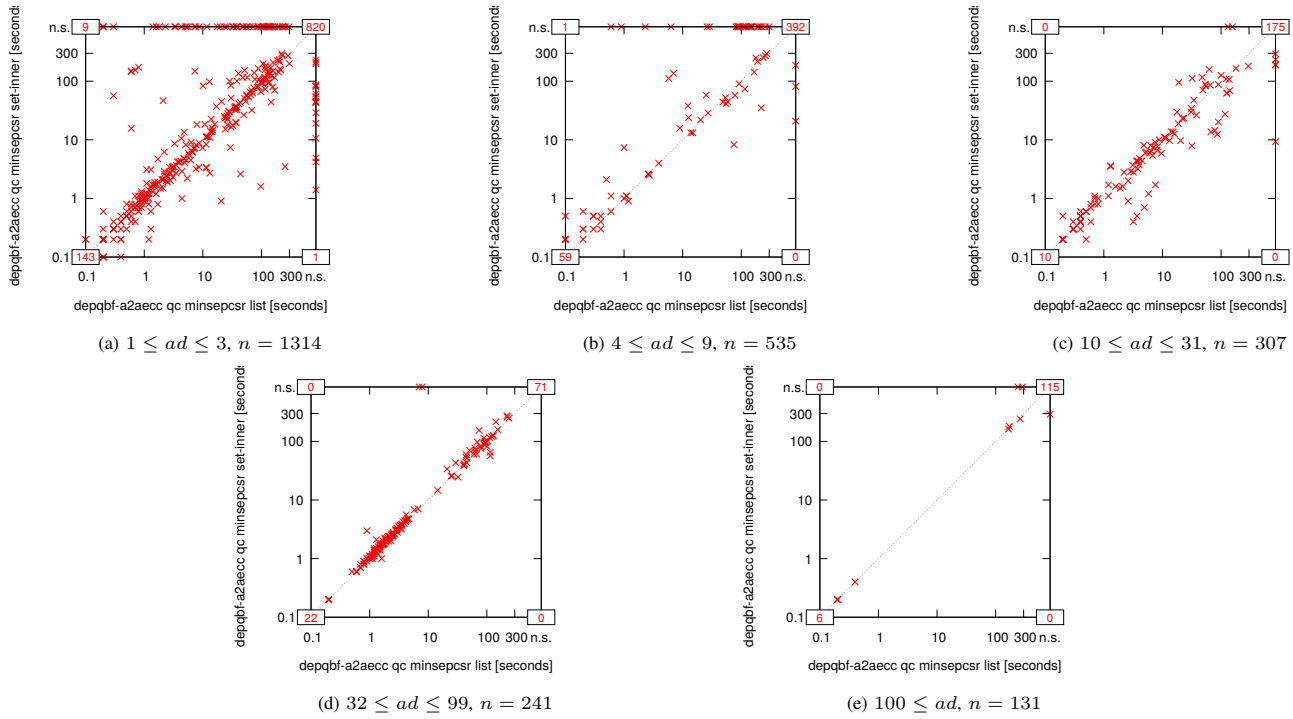 depqbf-a2aecc qc minsepcsr set-inner [seconds
n.s. 9 820
300
100
10
1
0.1 143 1
0.1 1 10 100 300 n.s.
depqbf-a2aecc qc minsepcsr list [seconds]
(a) 1 ≤ ad ≤ 3, n = 1314
depqbf-a2aecc qc minsepcsr set-inner [seconds
n.s. 1 392
300
100
10
1
0.1 59 0
0.1 1 10 100 300 n.s.
depqbf-a2aecc qc minsepcsr list [seconds]
(b) 4 ≤ ad ≤ 9, n = 535
depqbf-a2aecc qc minsepcsr set-inner [seconds
n.s. 0 175
300
100
10
1
0.1 10 0
0.1 1 10 100 300 n.s.
depqbf-a2aecc qc minsepcsr list [seconds]
(c) 10 ≤ ad ≤ 31, n = 307
depqbf-a2aecc qc minsepcsr set-inner [seconds
n.s. 0 71
300
100
10
1
0.1 22 0
0.1 1 10 100 300 n.s.
depqbf-a2aecc qc minsepcsr list [seconds]
(d) 32 ≤ ad ≤ 99, n = 241
depqbf-a2aecc qc minsepcsr set-inner [seconds
n.s. 0 115
300
100
10
1
0.1 6 0
0.1 1 10 100 300 n.s.
depqbf-a2aecc qc minsepcsr list [seconds]
(e) 100 ≤ ad, n = 131